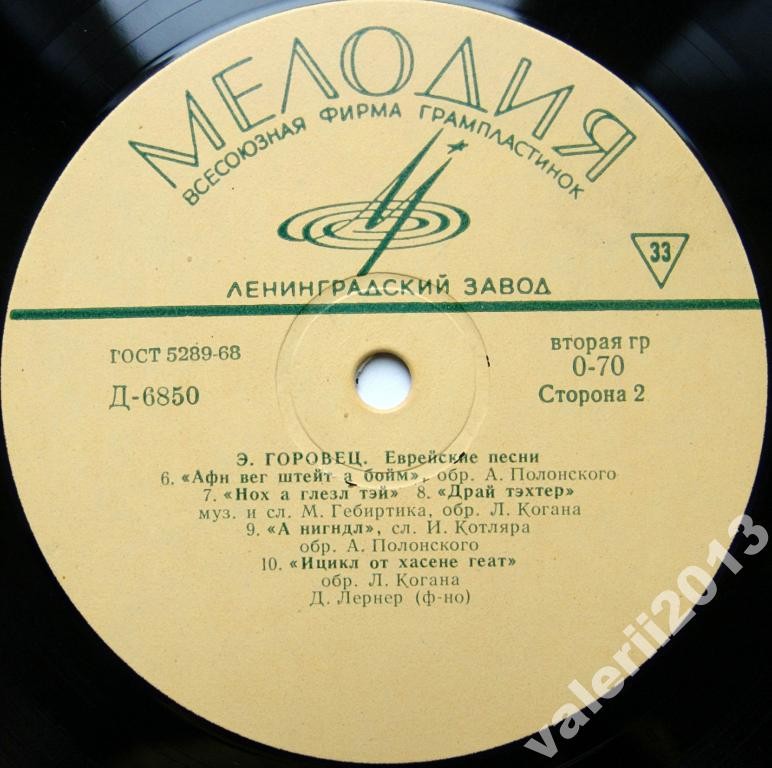 МЕЛОДИЯ
ВСЕСОЮЗНАЯ ФИРМА ГРАМПЛАСТИНОК
33
ЛЕНИНГРАДСКИЙ ЗАВОД
ГОСТ 5289-68
Д-6850
вторая гр
0-70
Сторона 2
Э. ГОРОВЕЦ. Еврейские песни
6. «Афн вег штейт а бойм», обр. А. Полонского
7. «Нох а глезл тэй» 8. «Драй тэхтер»
муз. и сл. М. Гебиртика, обр. Л. Когана
9. «А нигндл», сл. И. Котляра
обр. А. Полонского
10. «Ицикл от хасене геат»
обр. Л. Когана
Д. Лернер (ф-но)
valerii2013